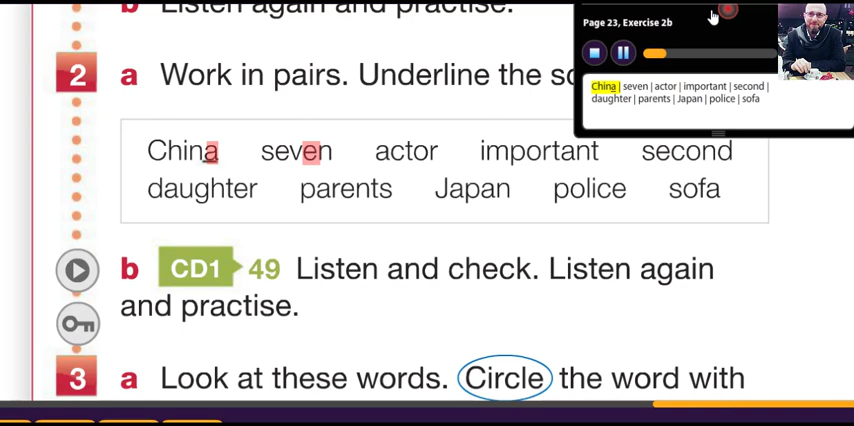 b Listen again and practise.
2 a Work in pairs. Underline the
China seven actor important second
daughter parents Japan police sofa
b CD1 49 Listen and check. Listen again
and practise.
3 a Look at these words. Circle the word with
Page 23, Exercise 2b
China | seven | actor | important | second |
daughter | parents | Japan | police | sofa